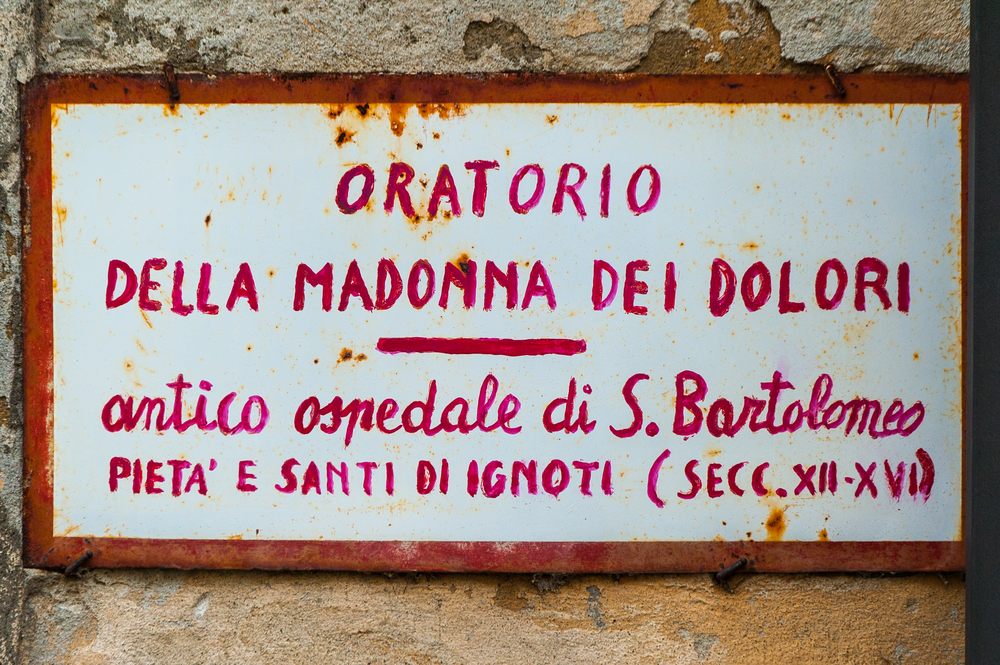 ORATORIO
DELLA MADONNA DEI DOLORI
antico ospedale di S. Bartolomeo
PIETA' E SANTI DI IGNOTI (SECC. XII-XVI)